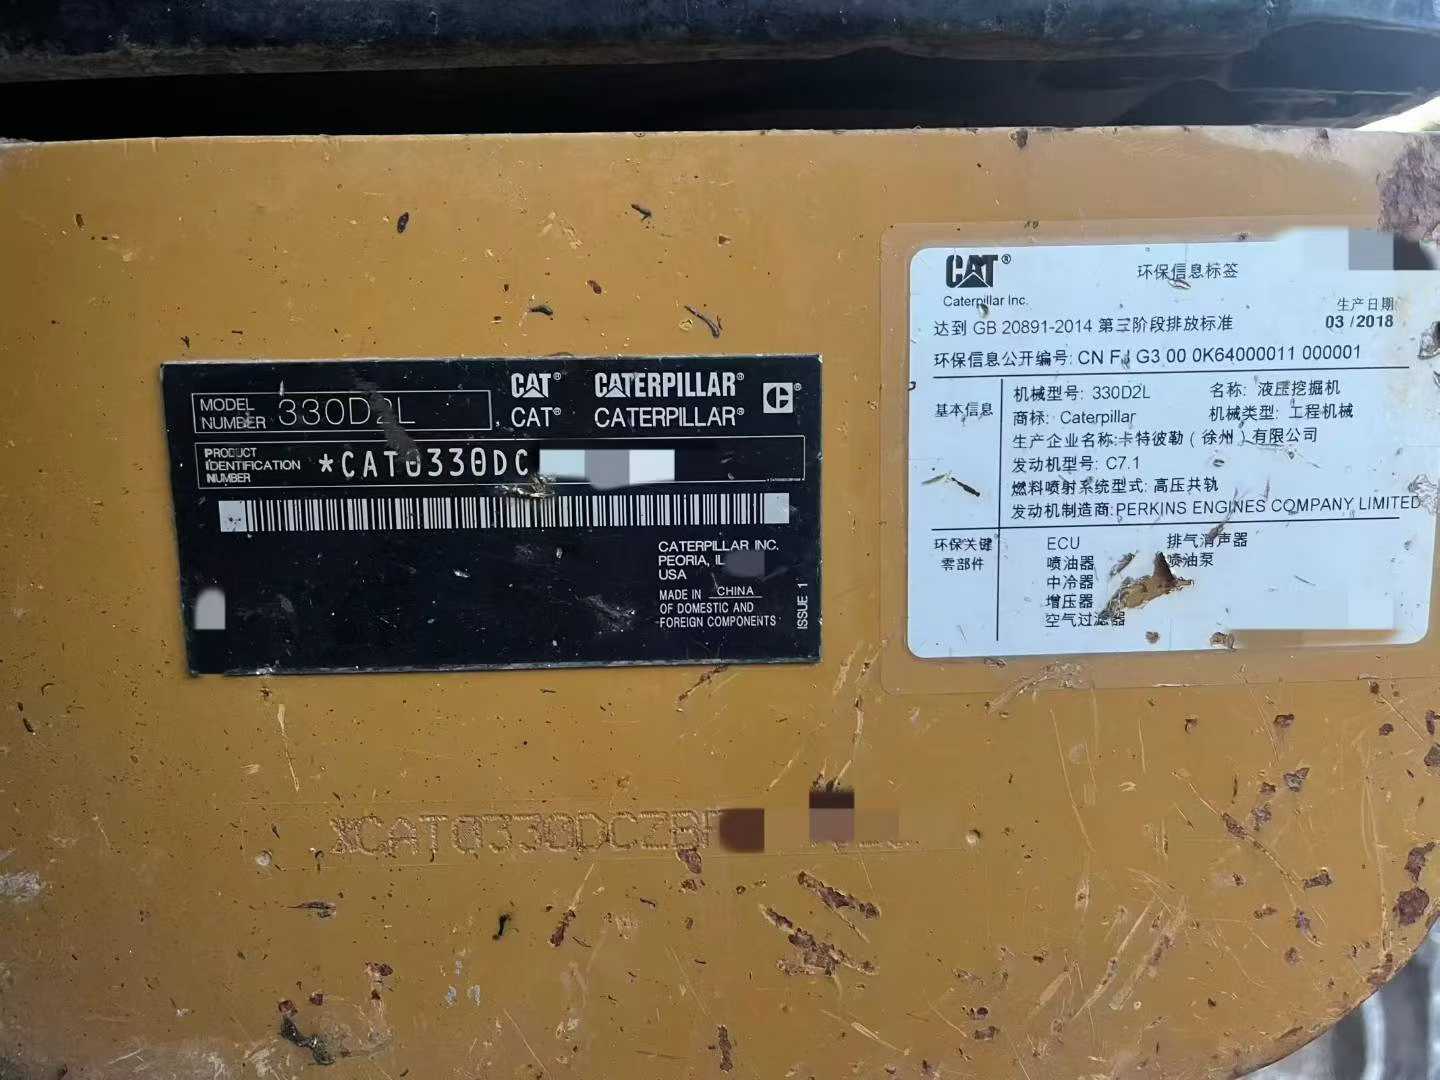 MODEL NUMBER 330D2L
CAT® CATERPILLAR®
CAT® CATERPILLAR®
PRODUCT IDENTIFICATION NUMBER *CAT0330DC
CATERPILLAR INC.
PEORIA, IL
USA
MADE IN CHINA
OF DOMESTIC AND
FOREIGN COMPONENTS
ISSUE 1
CAT0330DCZBF
CAT®
Caterpillar Inc.
环保信息标签
生产日期
03 /2018
达到 GB 20891-2014 第三阶段排放标准
环保信息公开编号: CN FJ G3 00 0K64000011 000001
基本信息
机械型号: 330D2L 名称: 液压挖掘机
商标: Caterpillar 机械类型: 工程机械
生产企业名称:卡特彼勒（徐州）有限公司
发动机型号: C7.1
燃料喷射系统型式: 高压共轨
发动机制造商:PERKINS ENGINES COMPANY LIMITED
环保关键
零部件
ECU 排气消声器
喷油器 喷油泵
中冷器
增压器
空气过滤器